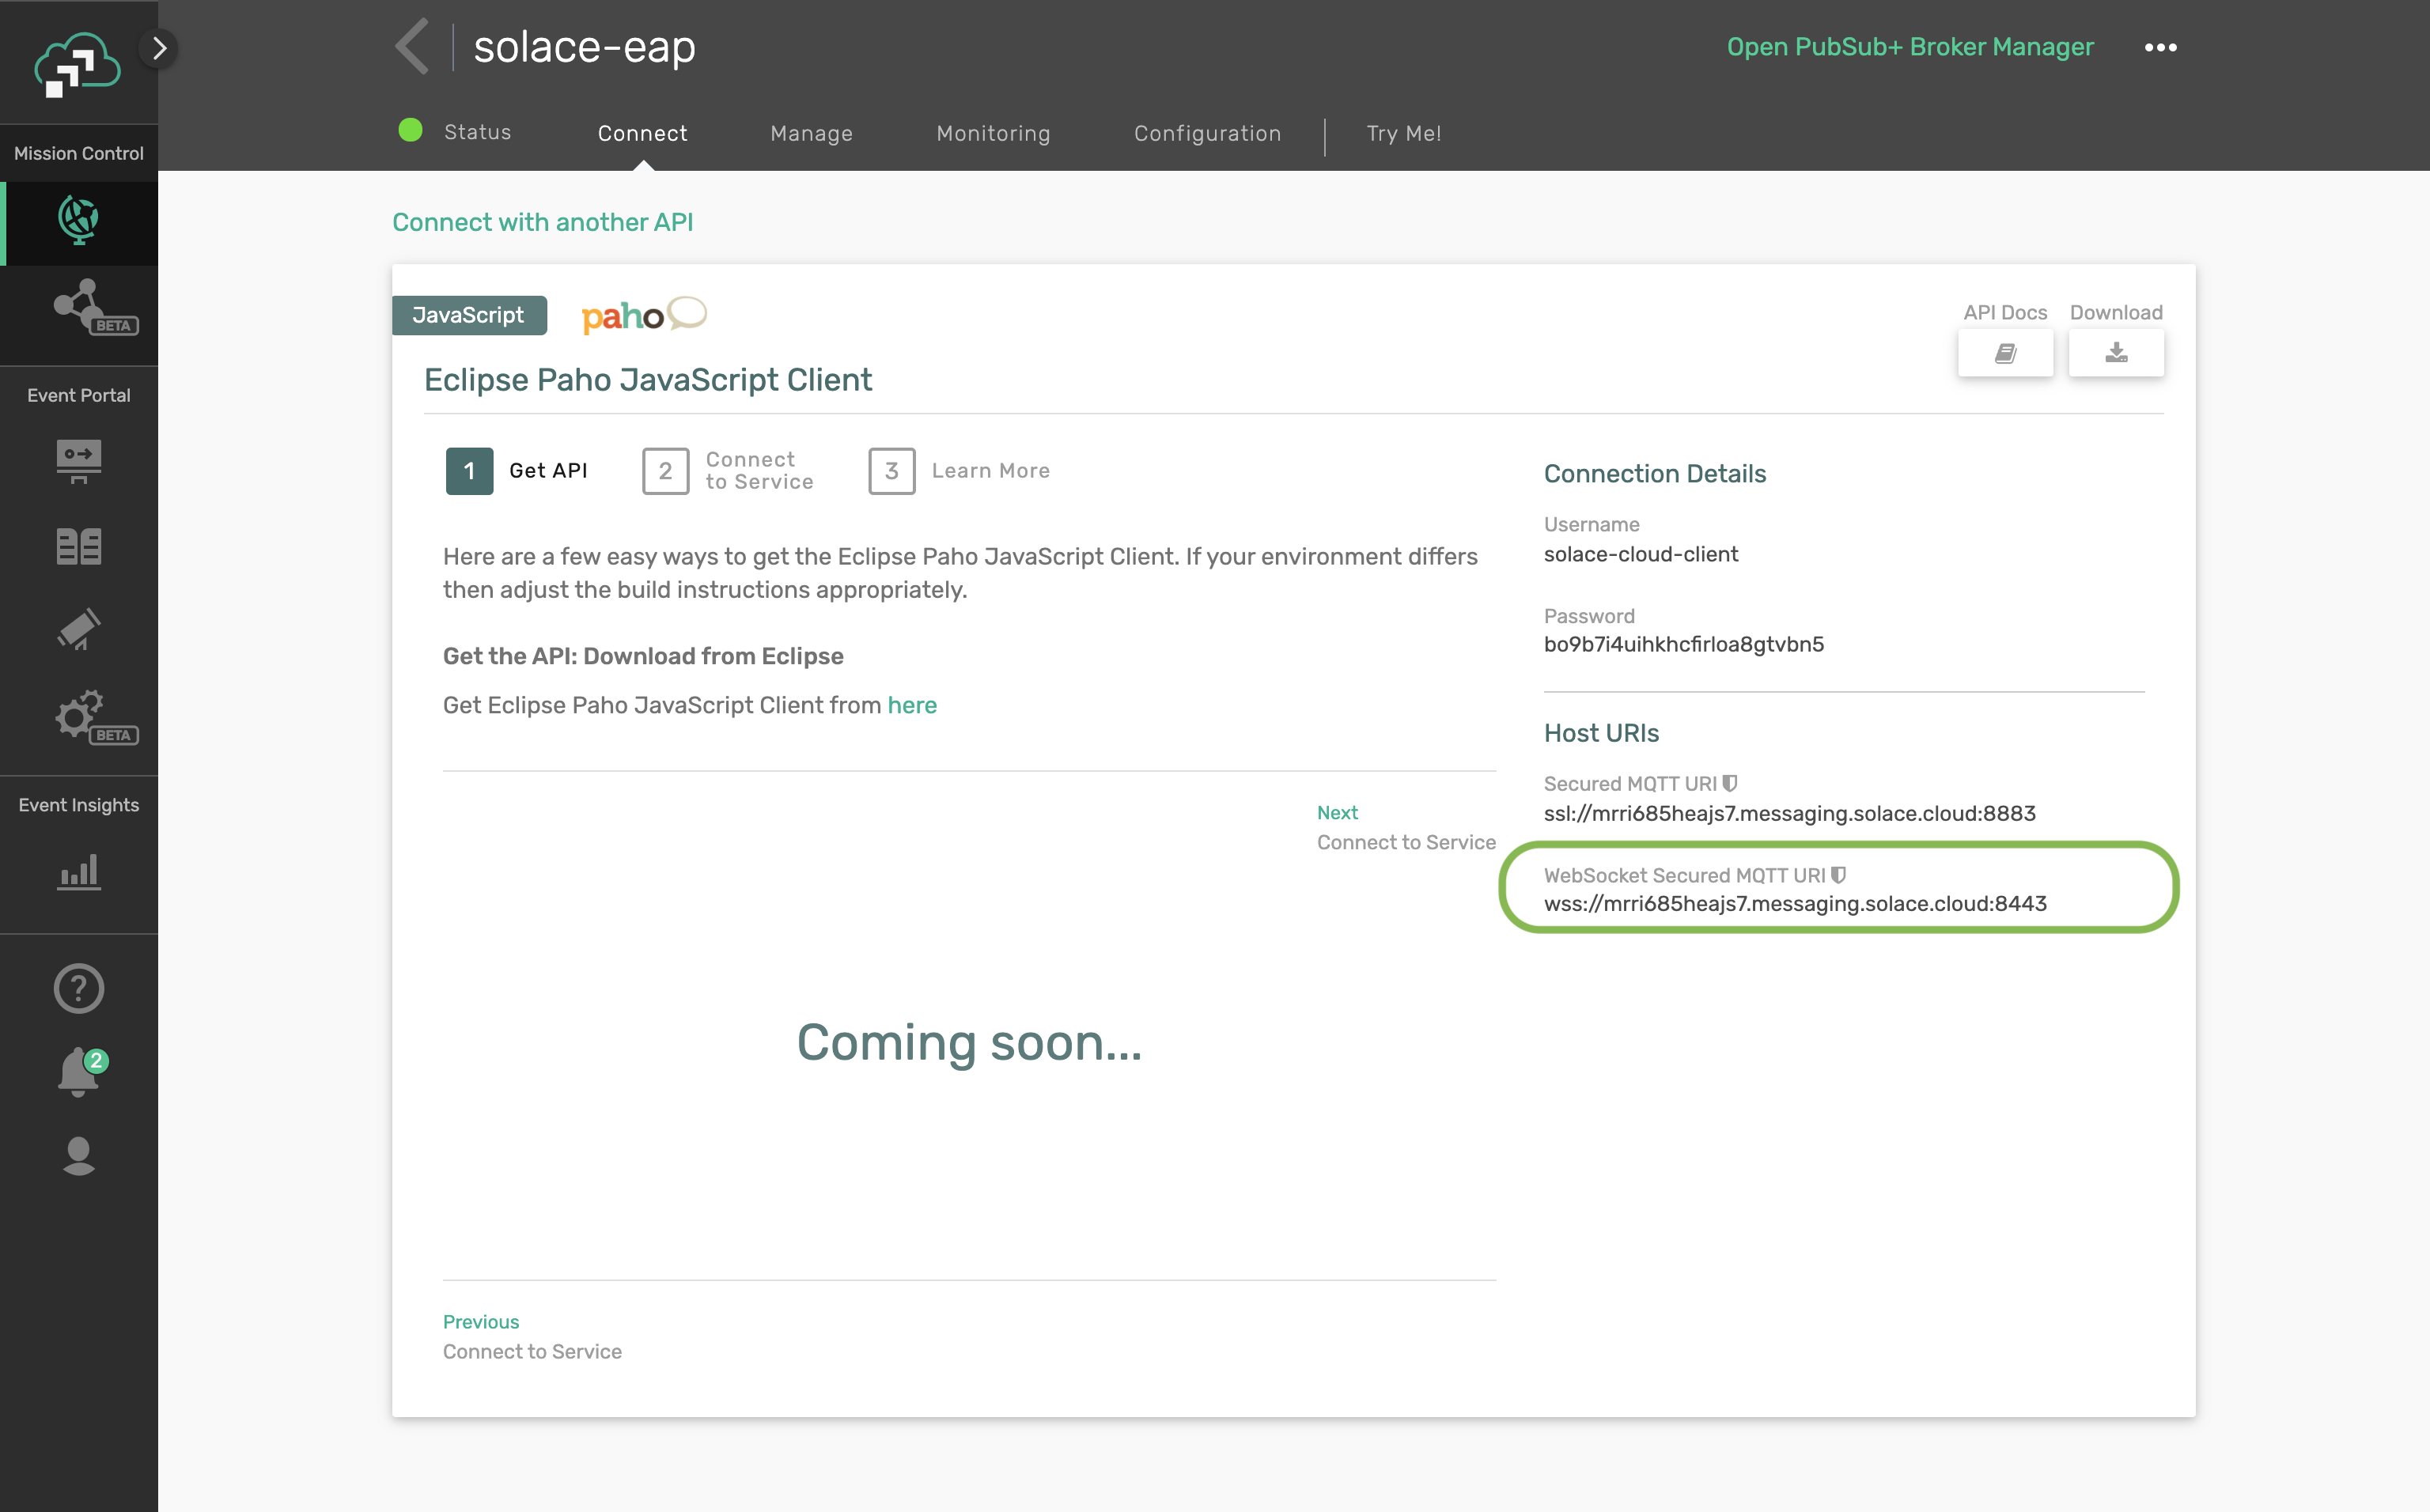 solace-eap
Open PubSub+ Broker Manager
Status
Connect
Manage
Monitoring
Configuration
Try Me!
Mission Control
BETA
Event Portal
BETA
Event Insights
?
2
Connect with another API
JavaScript
paho
API Docs
Download
Eclipse Paho JavaScript Client
1
Get API
2
Connect
to Service
3
Learn More
Here are a few easy ways to get the Eclipse Paho JavaScript Client. If your environment differs
then adjust the build instructions appropriately.
Get the API: Download from Eclipse
Get Eclipse Paho JavaScript Client from here
Next
Connect to Service
Coming soon...
Previous
Connect to Service
Connection Details
Username
solace-cloud-client
Password
bo9b7i4uihkhcfirloa8gtvbn5
Host URIs
Secured MQTT URI
ssl://mrri685heajs7.messaging.solace.cloud:8883
WebSocket Secured MQTT URI
wss://mrri685heajs7.messaging.solace.cloud:8443